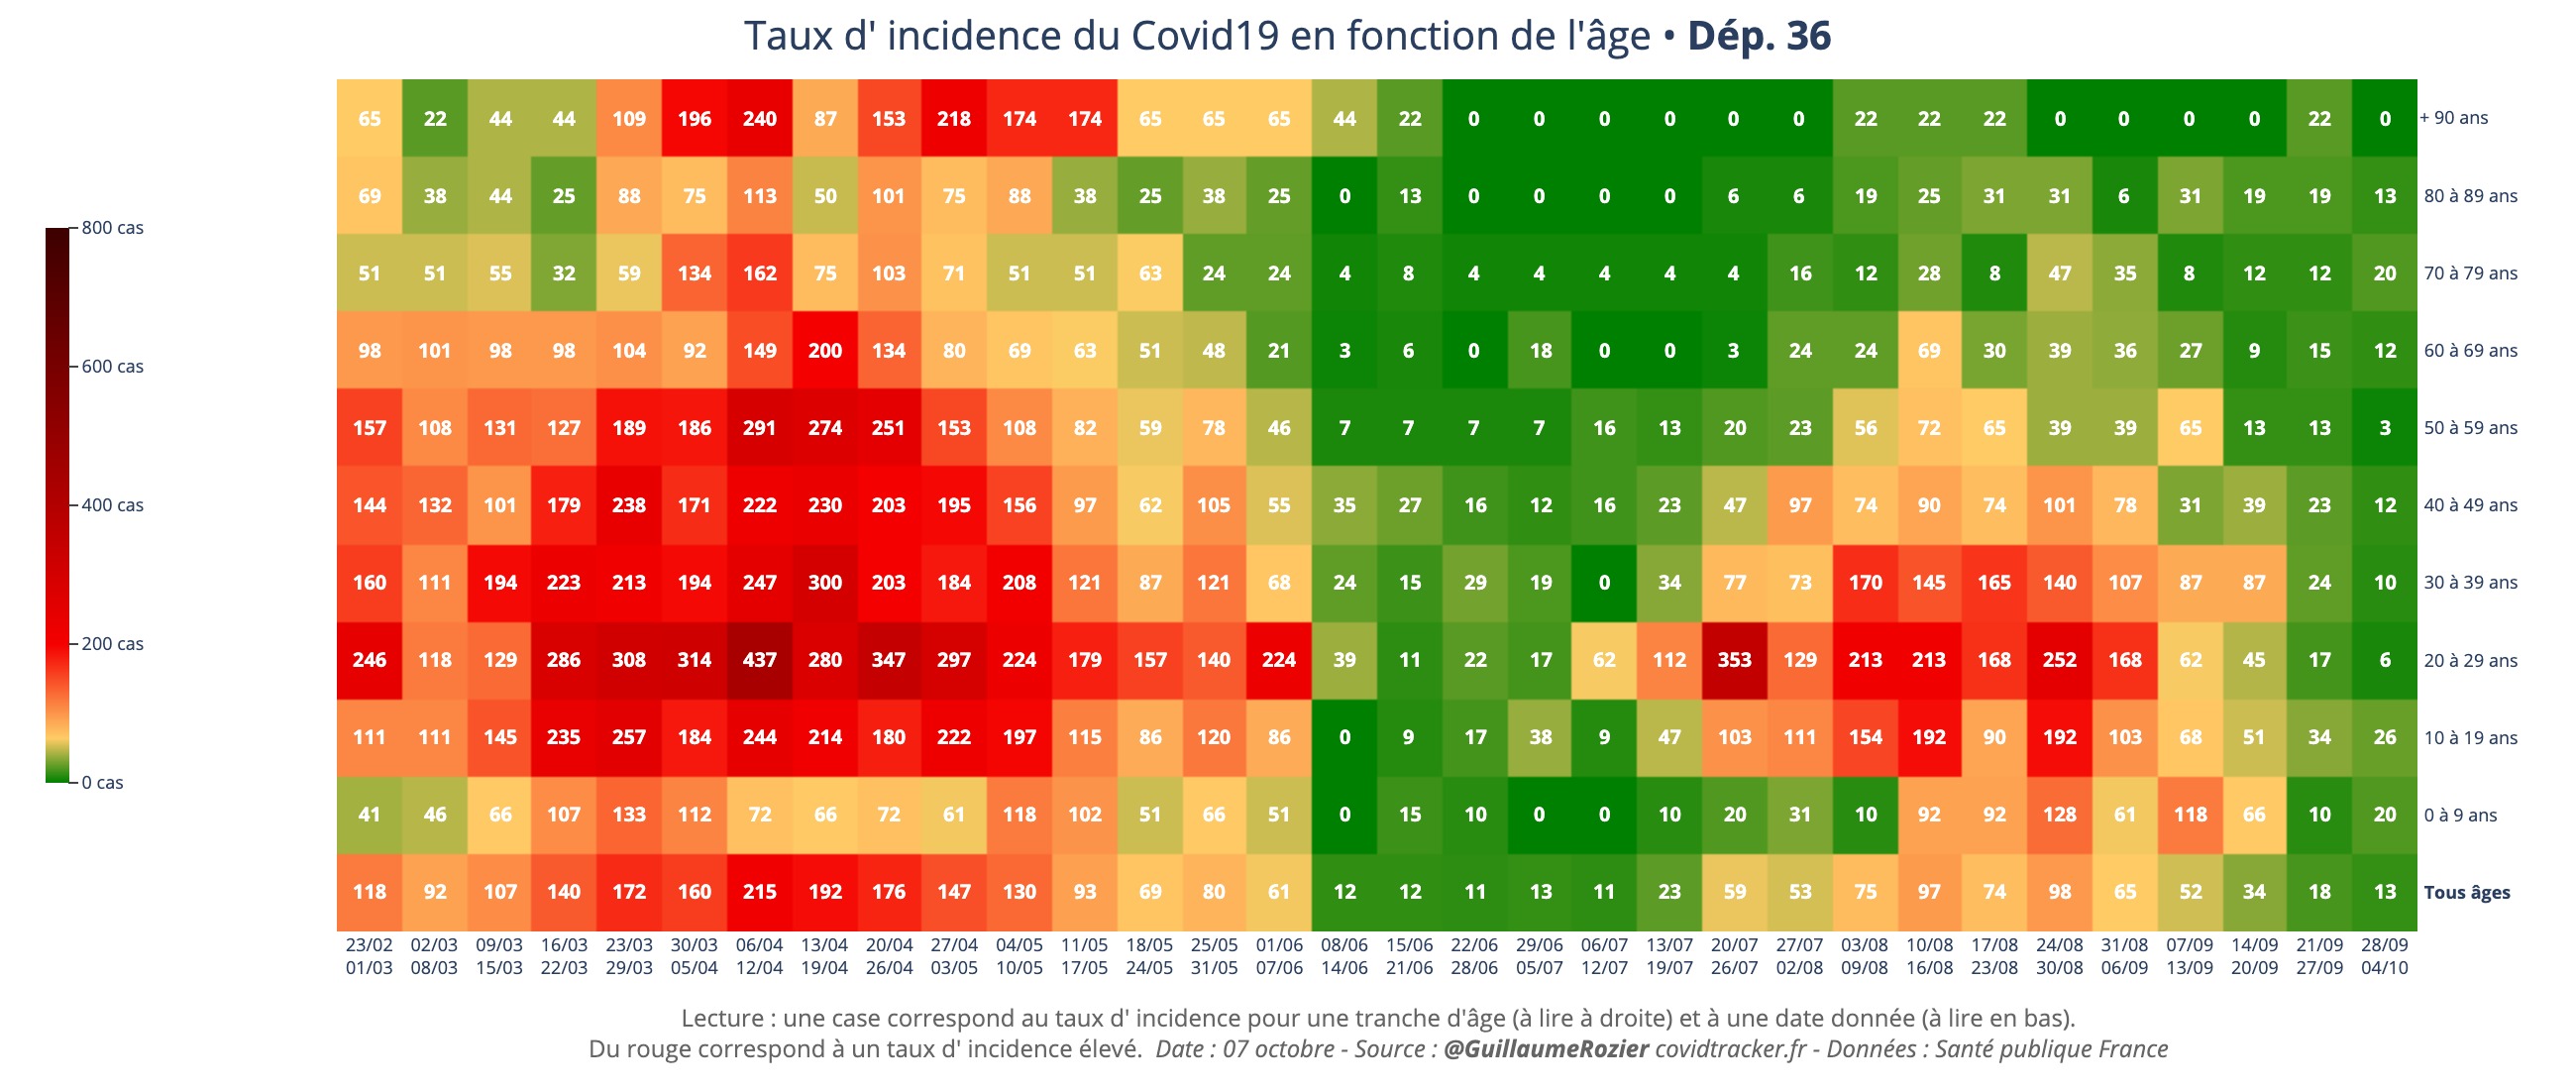 Taux d' incidence du Covid19 en fonction de l'âge • Dép. 36
65 22 44 44 109 196 240 87 153 218 174 174 65 65 65 44 22 0 0 0 0 0 0 22 22 22 0 0 0 0 22 0 + 90 ans
69 38 44 25 88 75 113 50 101 75 88 38 25 38 25 0 13 0 0 0 0 6 6 19 25 31 31 6 31 19 19 13 80 à 89 ans
800 cas
51 51 55 32 59 134 162 75 103 71 51 51 63 24 24 4 8 4 4 4 4 4 16 12 28 8 47 35 8 12 12 20 70 à 79 ans
98 101 98 98 104 92 149 200 134 80 69 63 51 48 21 3 6 0 18 0 0 3 24 24 69 30 39 36 27 9 15 12 60 à 69 ans
600 cas
157 108 131 127 189 186 291 274 251 153 108 82 59 78 46 7 7 7 7 16 13 20 23 56 72 65 39 39 65 13 13 3 50 à 59 ans
400 cas
144 132 101 179 238 171 222 230 203 195 156 97 62 105 55 35 27 16 12 16 23 47 97 74 90 74 101 78 31 39 23 12 40 à 49 ans
160 111 194 223 213 194 247 300 203 184 208 121 87 121 68 24 15 29 19 0 34 77 73 170 145 165 140 107 87 87 24 10 30 à 39 ans
200 cas
246 118 129 286 308 314 437 280 347 297 224 179 157 140 224 39 11 22 17 62 112 353 129 213 213 168 252 168 62 45 17 6 20 à 29 ans
111 111 145 235 257 184 244 214 180 222 197 115 86 120 86 0 9 17 38 9 47 103 111 154 192 90 192 103 68 51 34 26 10 à 19 ans
0 cas
41 46 66 107 133 112 72 66 72 61 118 102 51 66 51 0 15 10 0 0 10 20 31 10 92 92 128 61 118 66 10 20 0 à 9 ans
118 92 107 140 172 160 215 192 176 147 130 93 69 80 61 12 12 11 13 11 23 59 53 75 97 74 98 65 52 34 18 13 Tous âges
23/02 02/03 09/03 16/03 23/03 30/03 06/04 13/04 20/04 27/04 04/05 11/05 18/05 25/05 01/06 08/06 15/06 22/06 29/06 06/07 13/07 20/07 27/07 03/08 10/08 17/08 24/08 31/08 07/09 14/09 21/09 28/09
01/03 08/03 15/03 22/03 29/03 05/04 12/04 19/04 26/04 03/05 10/05 17/05 24/05 31/05 07/06 14/06 21/06 28/06 05/07 12/07 19/07 26/07 02/08 09/08 16/08 23/08 30/08 06/09 13/09 20/09 27/09 04/10
Lecture : une case correspond au taux d' incidence pour une tranche d'âge (à lire à droite) et à une date donnée (à lire en bas).
Du rouge correspond à un taux d' incidence élevé. Date : 07 octobre - Source : @GuillaumeRozier covidtracker.fr - Données : Santé publique France